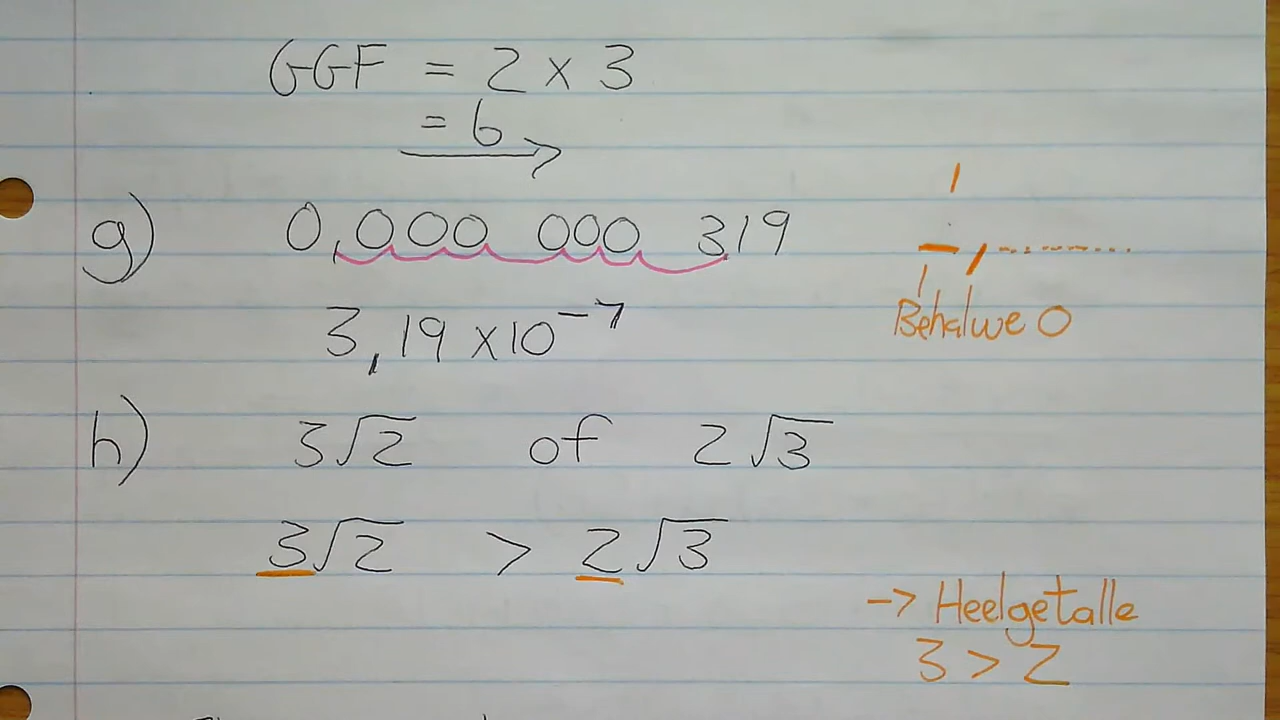 GGF = 2 x 3
= 6
g) 0,000 000 319
3,19 x10⁻⁷
Behalwe 0
h) 3√2 of 2√3
3√2 > 2√3
-> Heelgetalle
3 > 2